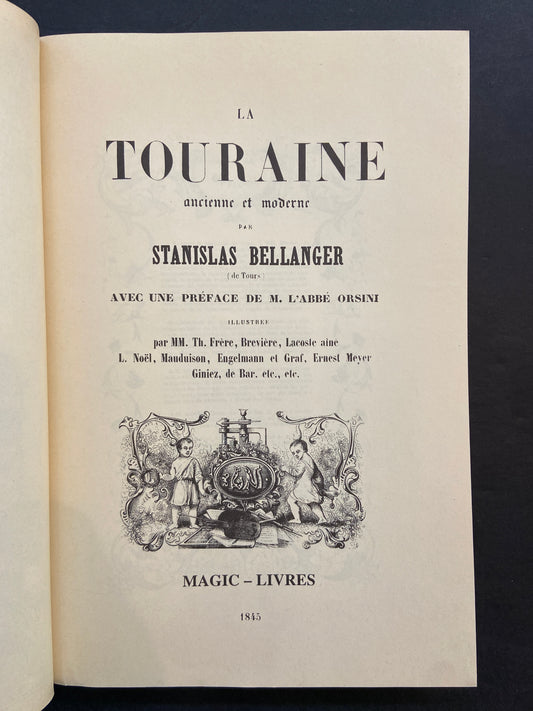 LA
TOURAINE
ancienne et moderne
PAR
STANISLAS BELLANGER
(de Tours)
AVEC UNE PRÉFACE DE M. L'ABBÉ ORSINI
ILLUSTRÉE
par MM. Th. Frère, Brevière, Lacoste aîné
L. Noël, Mauduison, Engelmann et Graf, Ernest Meyer
Giniez, de Bar. etc., etc.
MAGIC – LIVRES
1845